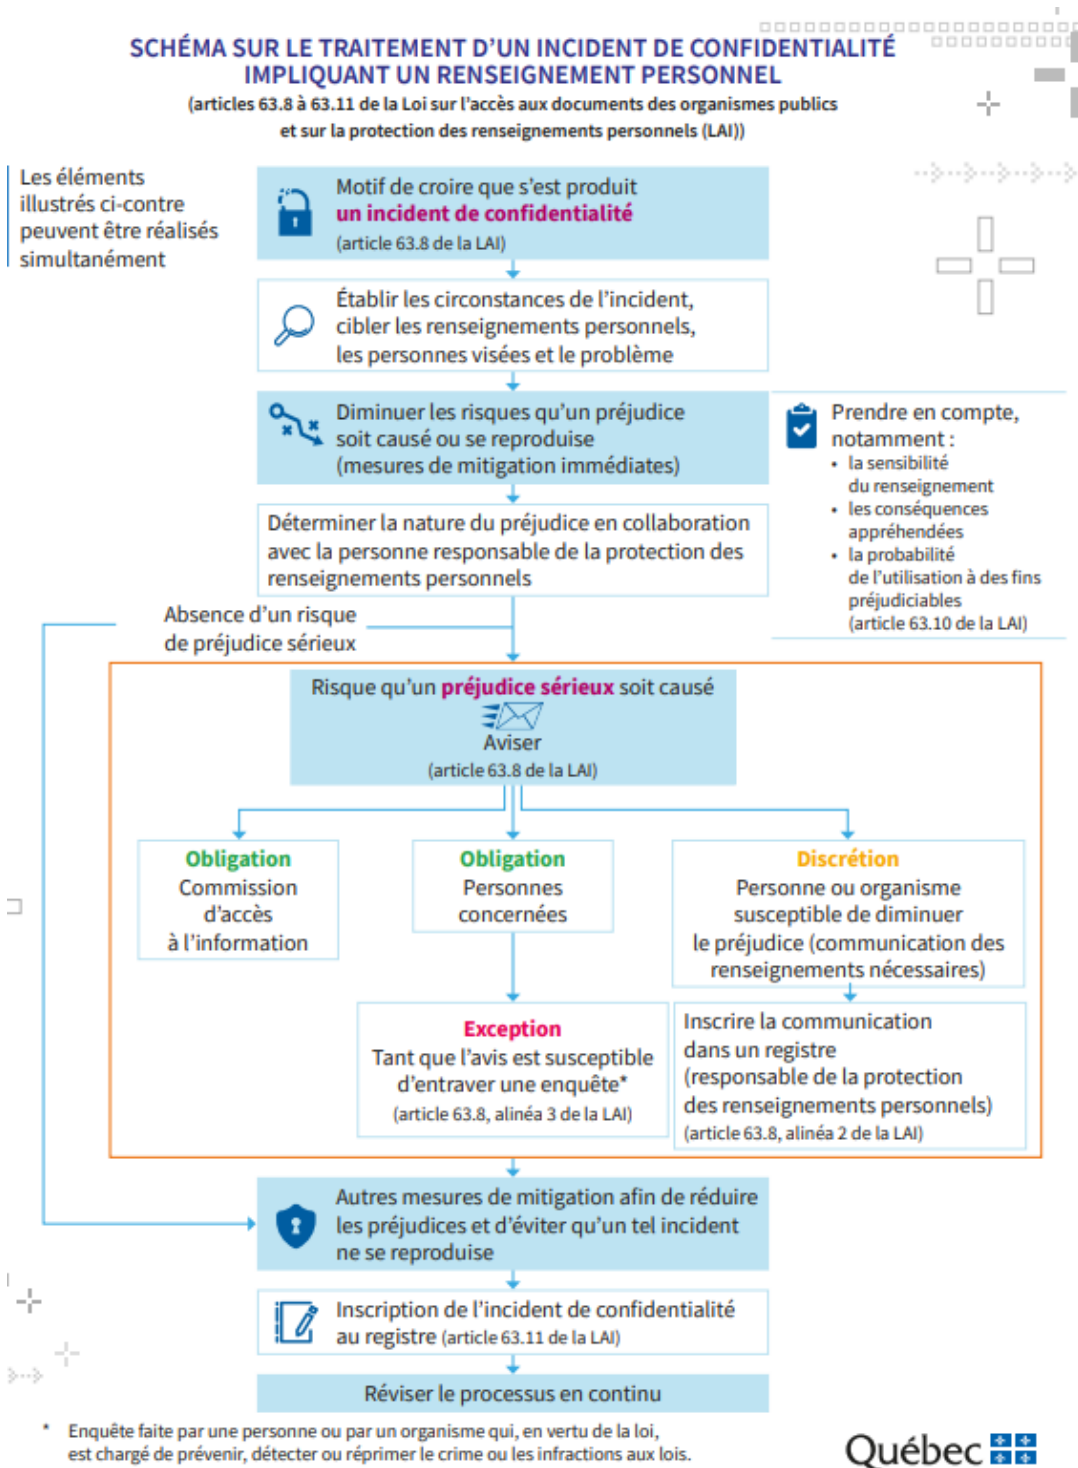 SCHÉMA SUR LE TRAITEMENT D’UN INCIDENT DE CONFIDENTIALITÉ
IMPLIQUANT UN RENSEIGNEMENT PERSONNEL
(articles 63.8 à 63.11 de la Loi sur l’accès aux documents des organismes publics
et sur la protection des renseignements personnels (LAI))
Les éléments
illustrés ci-contre
peuvent être réalisés
simultanément
Motif de croire que s’est produit
un incident de confidentialité
(article 63.8 de la LAI)
Établir les circonstances de l’incident,
cibler les renseignements personnels,
les personnes visées et le problème
Diminuer les risques qu’un préjudice
soit causé ou se reproduise
(mesures de mitigation immédiates)
Prendre en compte,
notamment :
• la sensibilité
du renseignement
• les conséquences
appréhendées
• la probabilité
de l’utilisation à des fins
préjudiciables
(article 63.10 de la LAI)
Déterminer la nature du préjudice en collaboration
avec la personne responsable de la protection des
renseignements personnels
Absence d’un risque
de préjudice sérieux
Risque qu’un préjudice sérieux soit causé
Aviser
(article 63.8 de la LAI)
Obligation
Commission
d’accès
à l’information
Obligation
Personnes
concernées
Discrétion
Personne ou organisme
susceptible de diminuer
le préjudice (communication des
renseignements nécessaires)
Exception
Tant que l’avis est susceptible
d’entraver une enquête*
(article 63.8, alinéa 3 de la LAI)
Inscrire la communication
dans un registre
(responsable de la protection
des renseignements personnels)
(article 63.8, alinéa 2 de la LAI)
Autres mesures de mitigation afin de réduire
les préjudices et d’éviter qu’un tel incident
ne se reproduise
Inscription de l’incident de confidentialité
au registre (article 63.11 de la LAI)
Réviser le processus en continu
* Enquête faite par une personne ou par un organisme qui, en vertu de la loi,
est chargé de prévenir, détecter ou réprimer le crime ou les infractions aux lois.
Québec